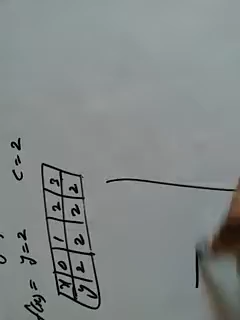 f(x) = y = 2 c = 2
x 0 1 2 3
y 2 2 2 2